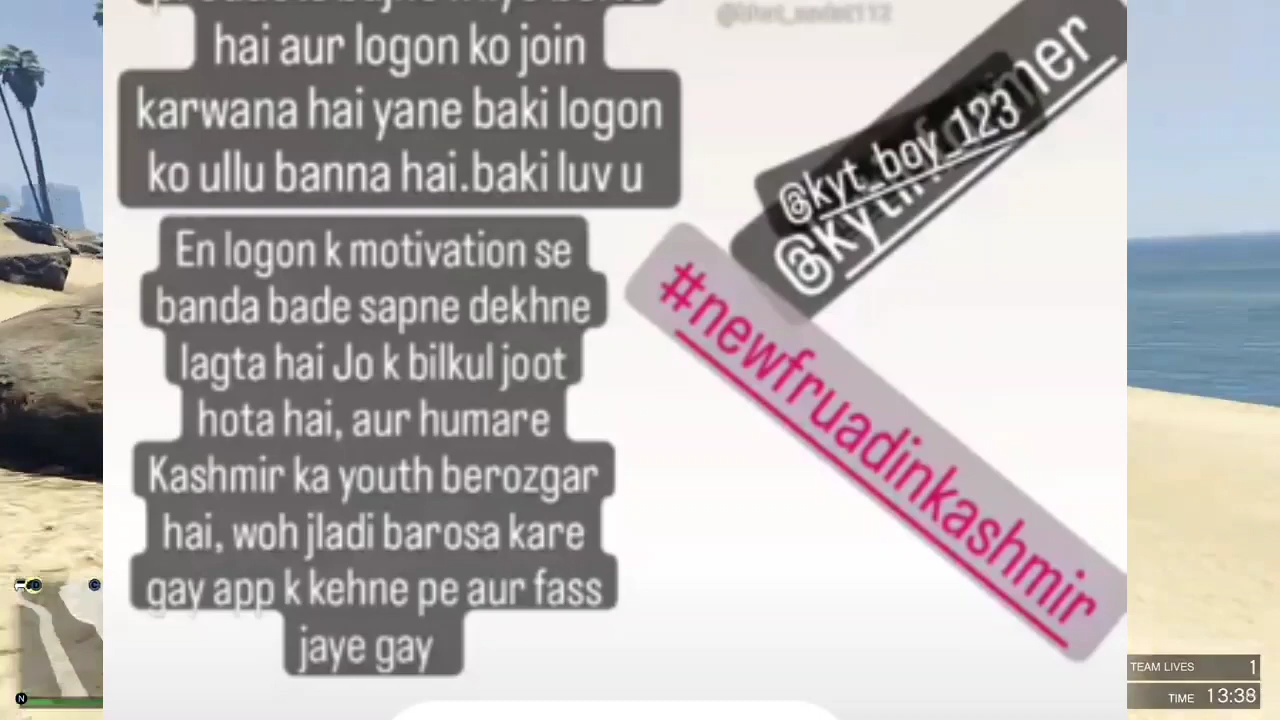 hai aur logon ko join
karwana hai yane baki logon
ko ullu banna hai.baki luv u
En logon k motivation se
banda bade sapne dekhne
lagta hai Jo k bilkul joot
hota hai, aur humare
Kashmir ka youth berozgar
hai, woh jladi barosa kare
gay app k kehne pe aur fass
jaye gay
@kyt_boy_123
#newfruadinkashmir
TEAM LIVES 1
TIME 13:38
N